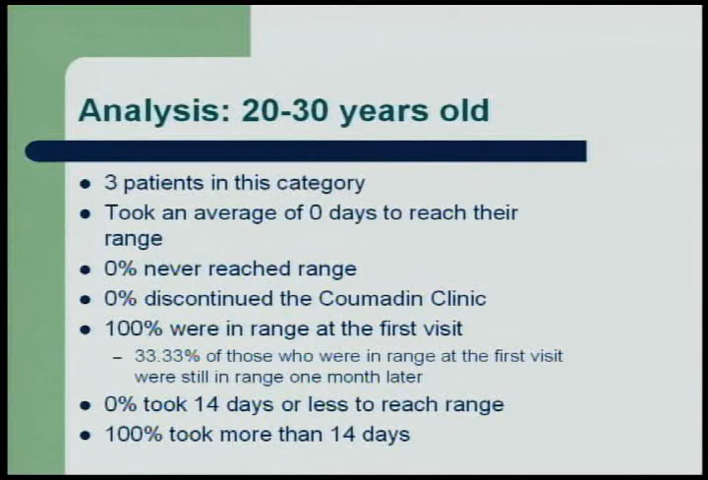 Analysis: 20-30 years old
● 3 patients in this category
● Took an average of 0 days to reach their
range
● 0% never reached range
● 0% discontinued the Coumadin Clinic
● 100% were in range at the first visit
– 33.33% of those who were in range at the first visit
were still in range one month later
● 0% took 14 days or less to reach range
● 100% took more than 14 days